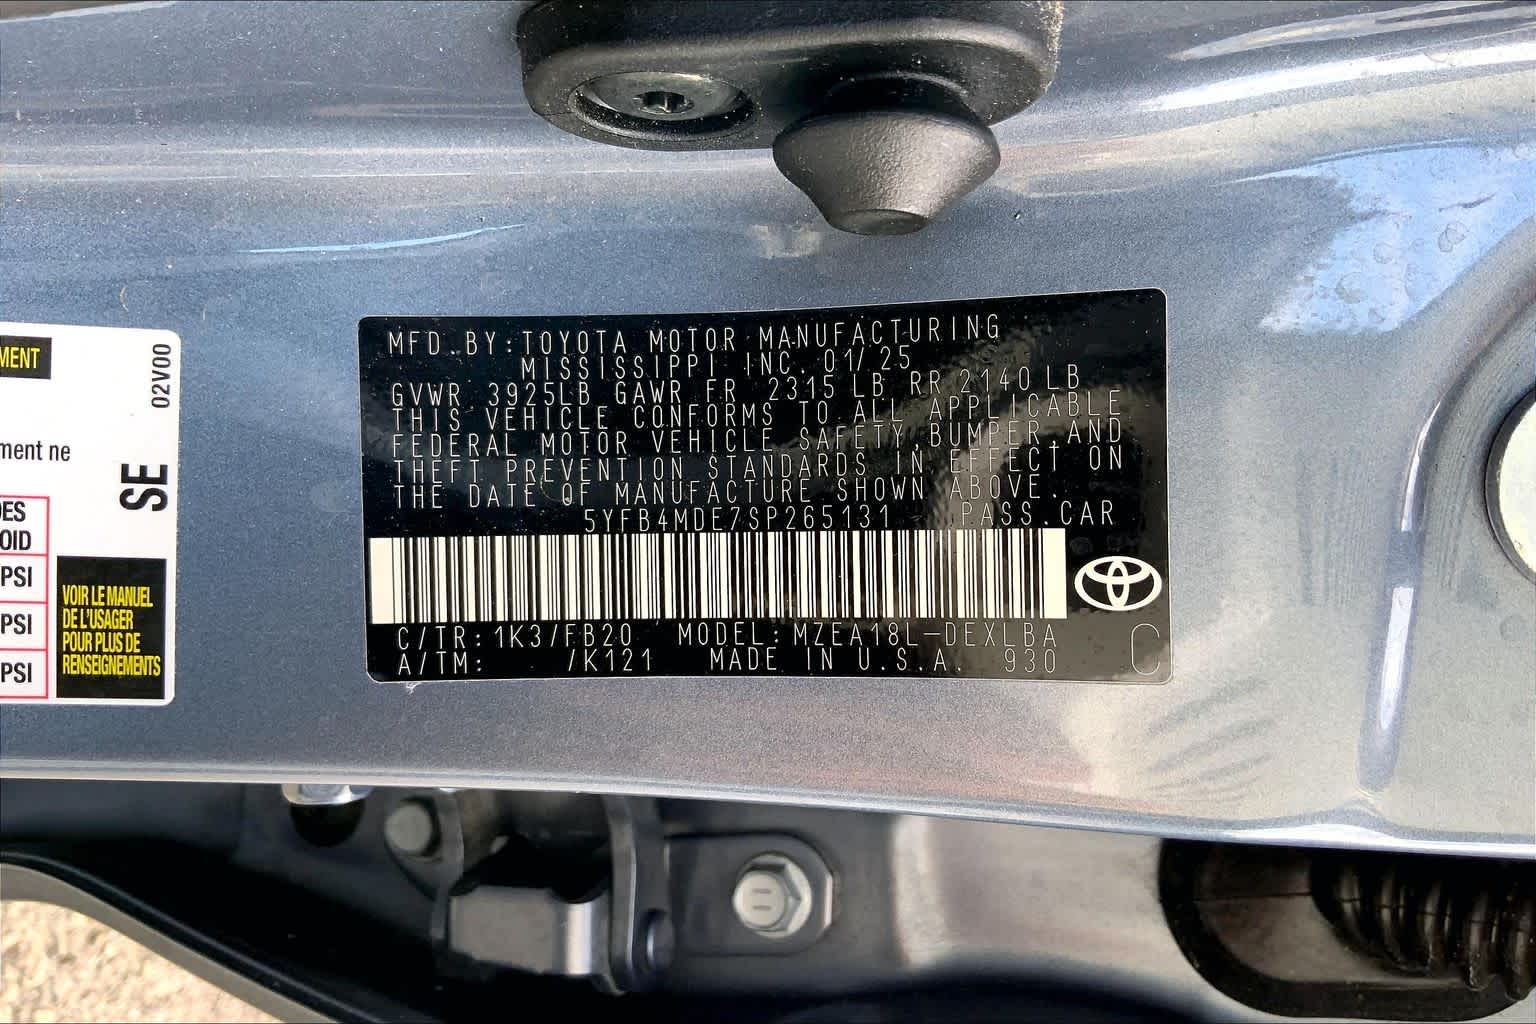 MENT
02V00
ment ne
SE
DES
OID
PSI
PSI
PSI
VOIR LE MANUEL
DE L'USAGER
POUR PLUS DE
RENSEIGNEMENTS
MFD.BY:TOYOTA MOTOR MANUFACTURING
MISSISSIPPI INC. 01/25
GVWR 3925LB GAWR FR 2315 LB RR 2140 LB
THIS VEHICLE CONFORMS TO ALL APPLICABLE
FEDERAL MOTOR VEHICLE SAFETY,BUMPER,AND
THEFT PREVENTION STANDARDS IN EFFECT ON
THE DATE OF MANUFACTURE SHOWN ABOVE.
5YFB4MDE7SP265131 PASS.CAR
C/TR:1K3/FB20 MODEL:MZEA18L-DEXLBA
A/TM: /K121 MADE IN U.S.A. 930 C